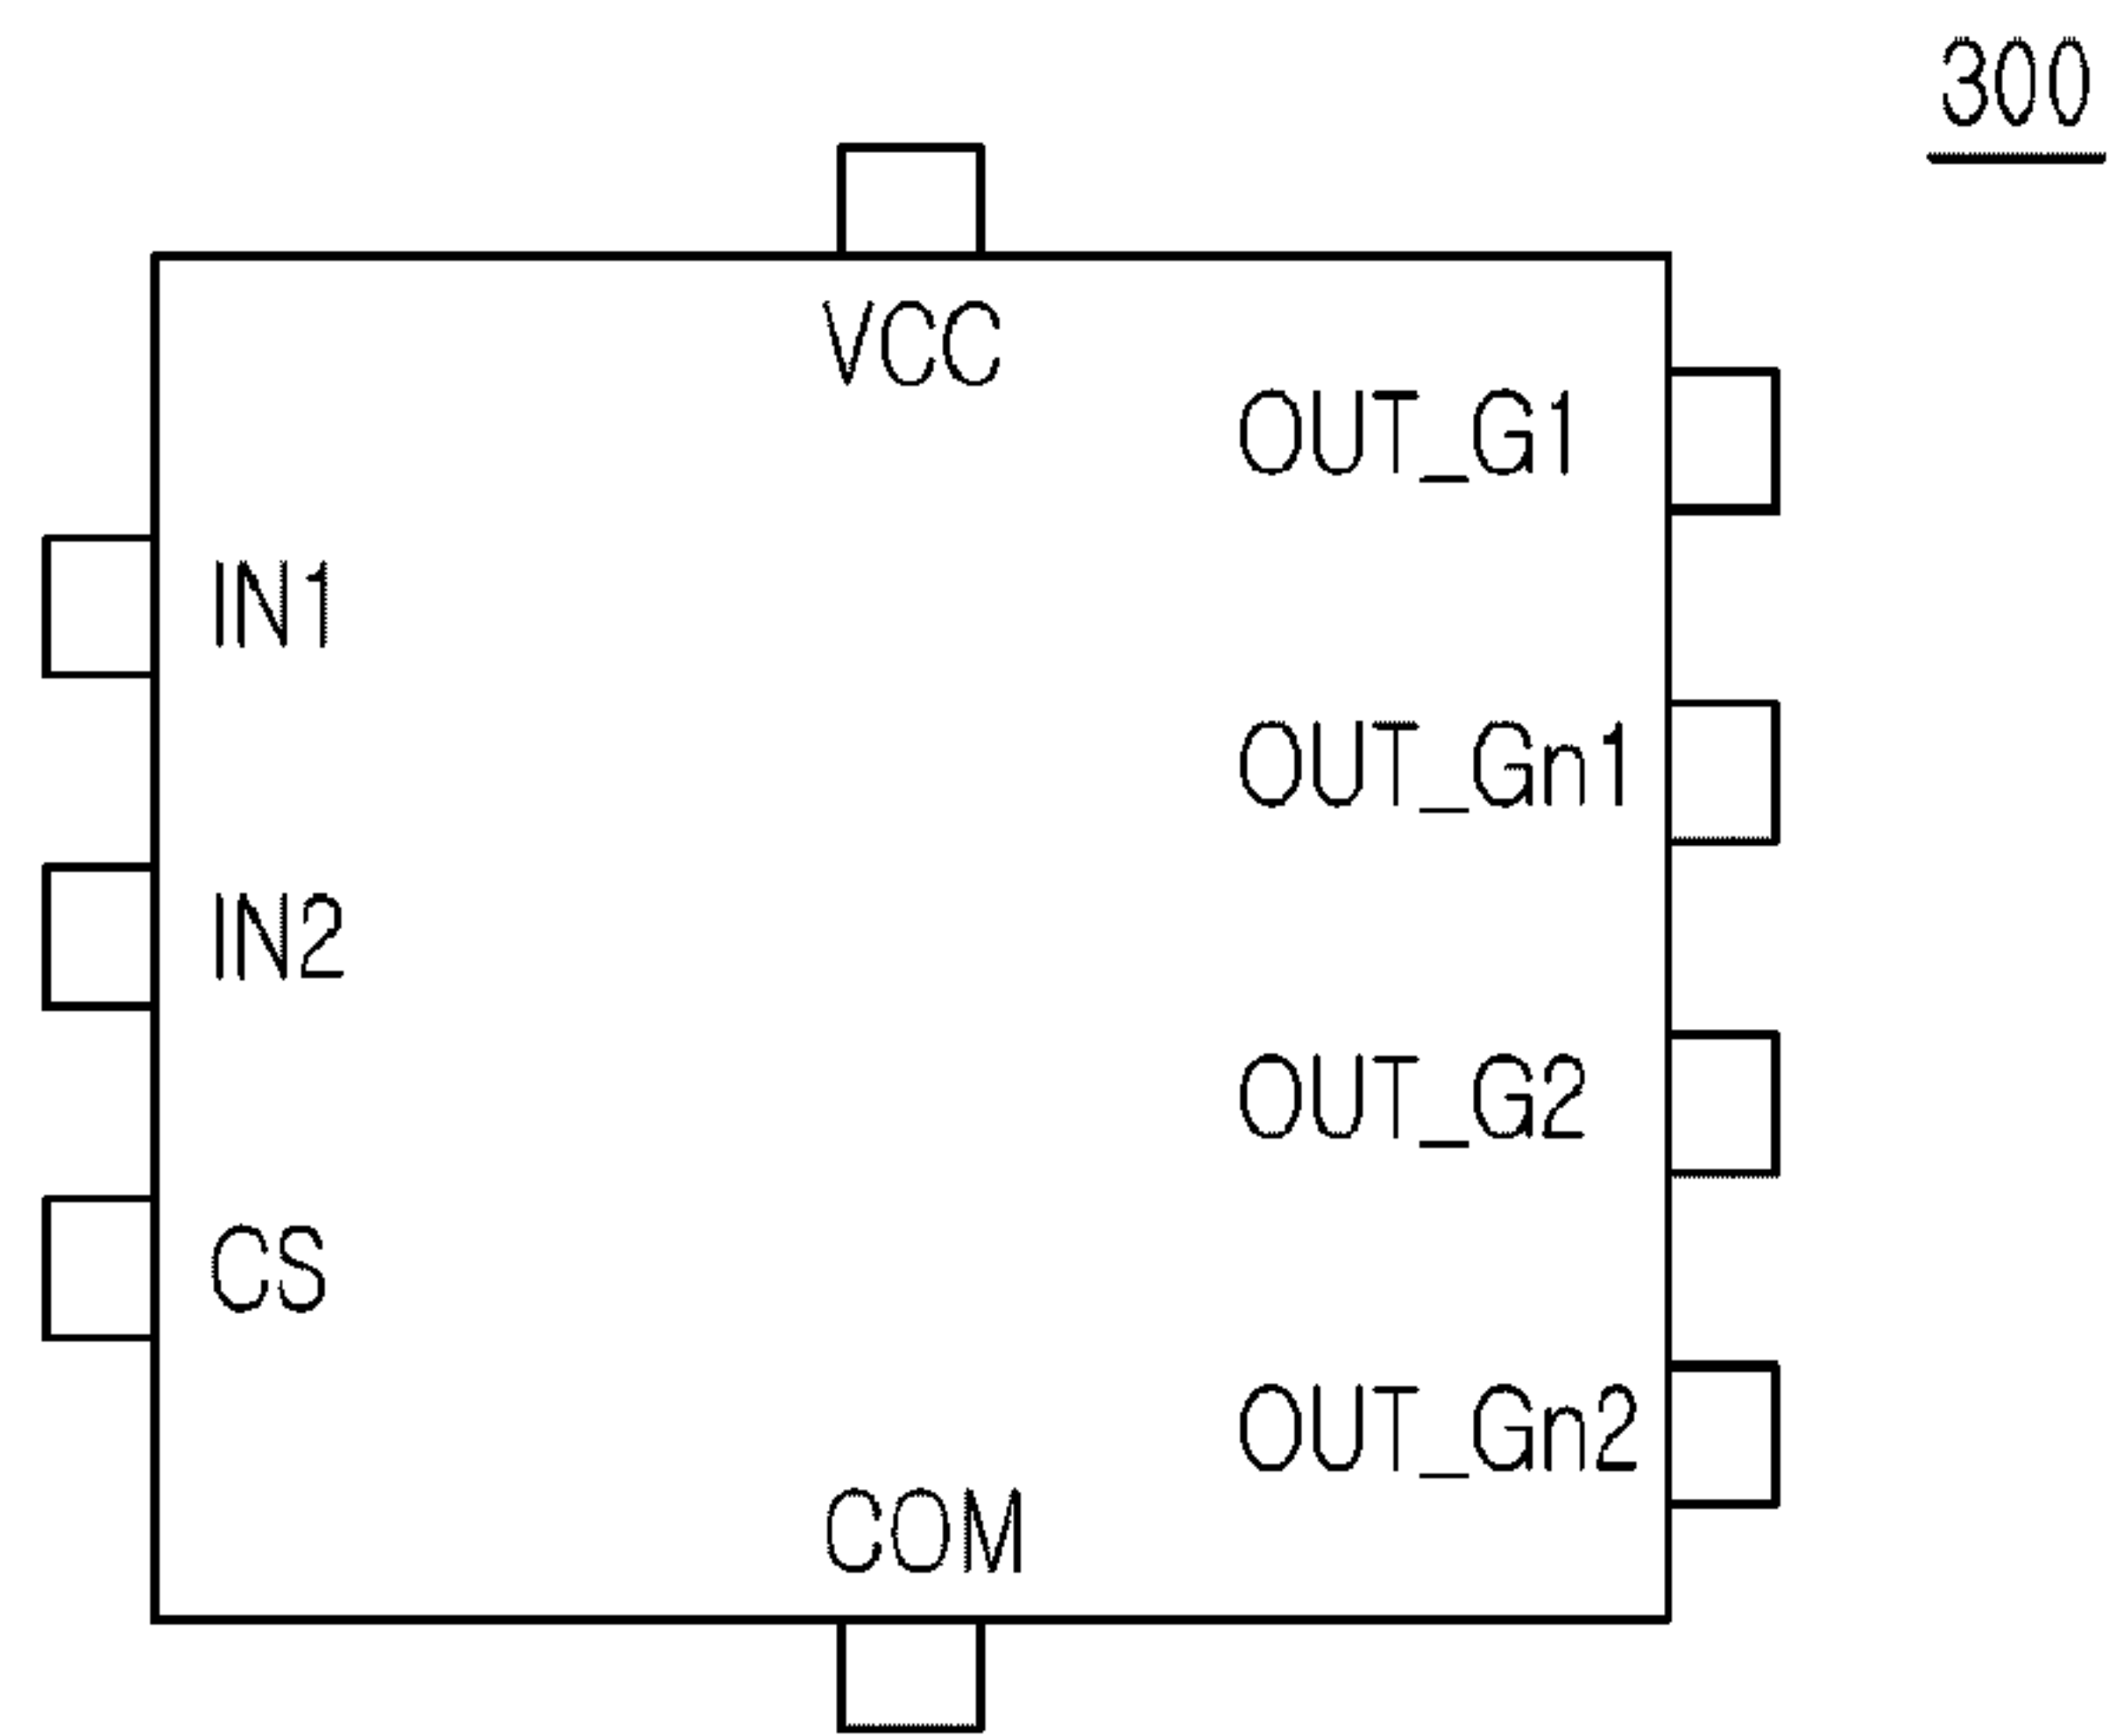 300
VCC
OUT_G1
IN1
OUT_Gn1
IN2
OUT_G2
CS
OUT_Gn2
COM